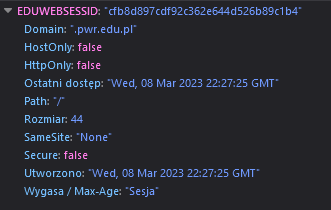 EDUWEBSESSID: "cfb8d897cdf92c362e644d526b89c1b4"
Domain: ".pwr.edu.pl"
HostOnly: false
HttpOnly: false
Ostatni dostęp: "Wed, 08 Mar 2023 22:27:25 GMT"
Path: "/"
Rozmiar: 44
SameSite: "None"
Secure: false
Utworzono: "Wed, 08 Mar 2023 22:27:25 GMT"
Wygasa / Max-Age: "Sesja"